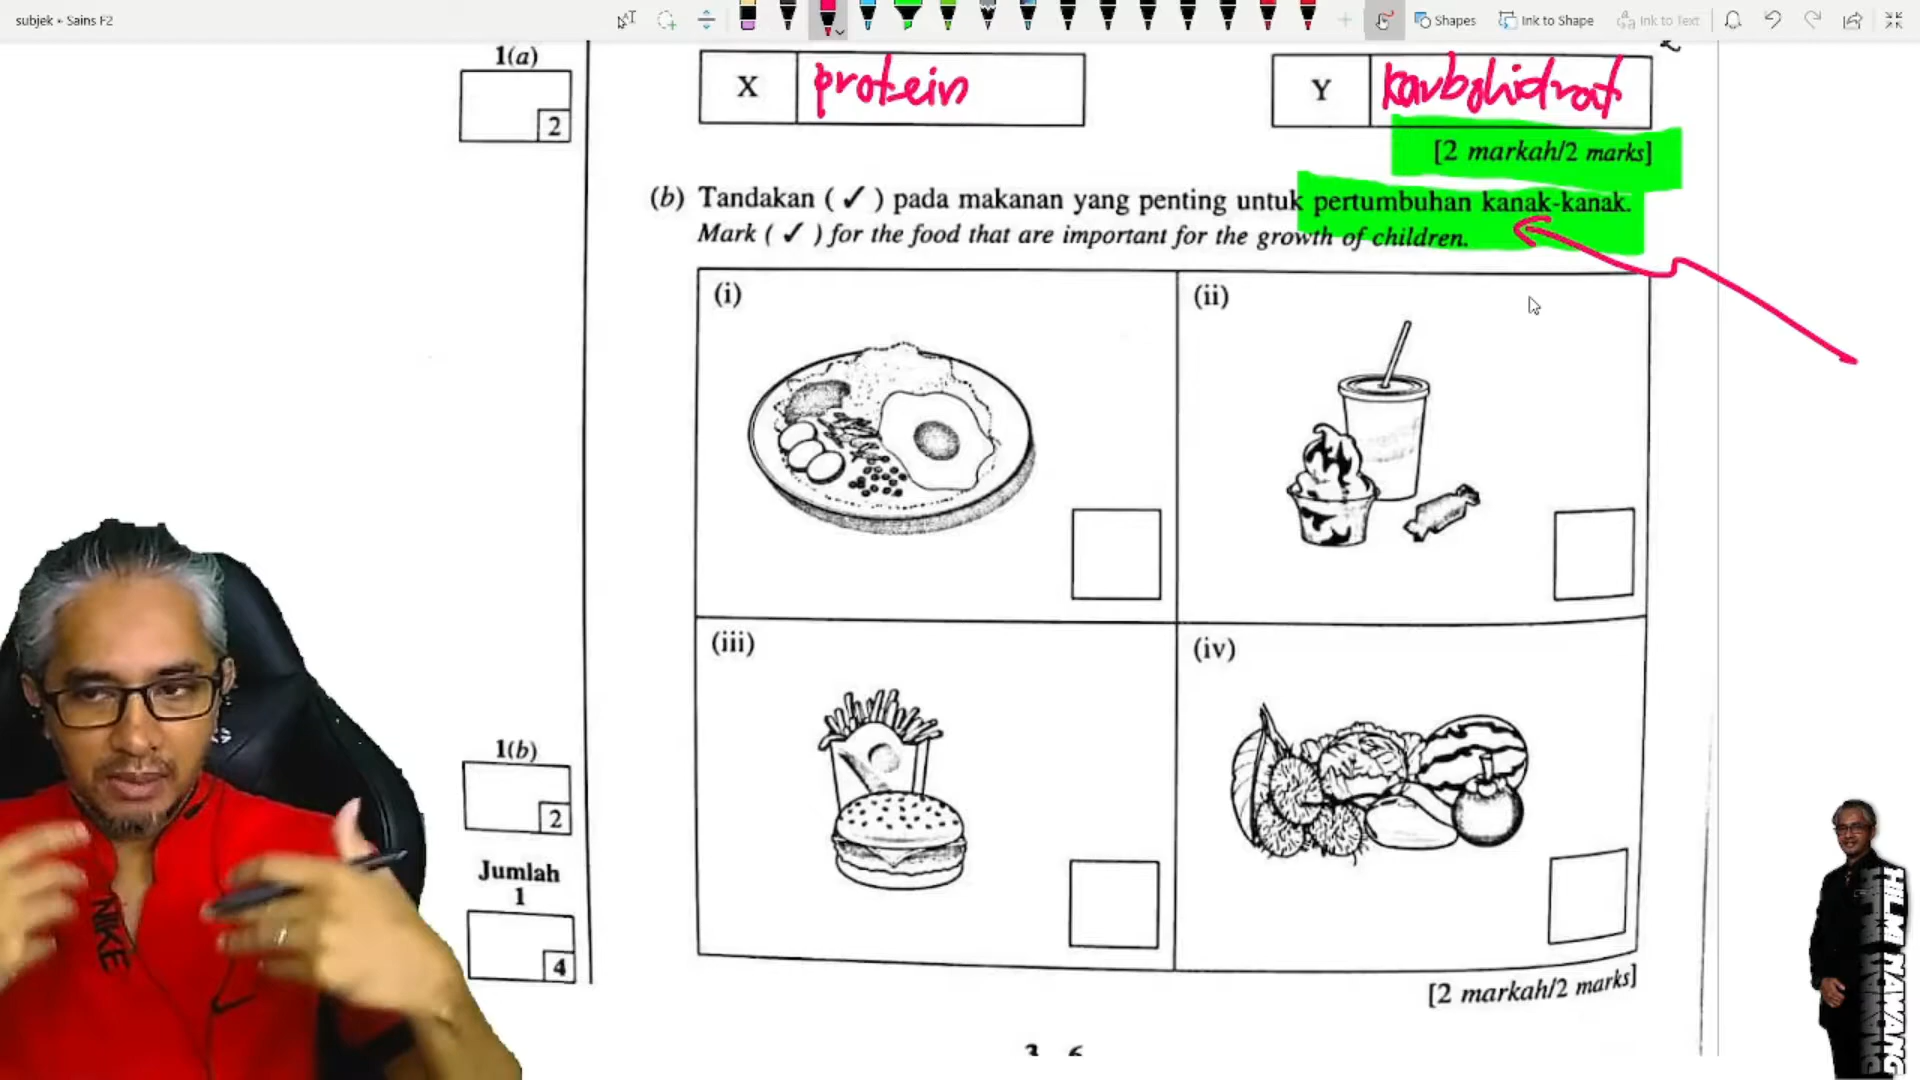 subjek • Sains F2
Shapes
Ink to Shape
Ink to Text
1(a)
2
X
protein
Y
karbohidrat
[2 markah/2 marks]
(b) Tandakan ( ✓ ) pada makanan yang penting untuk pertumbuhan kanak-kanak.
Mark ( ✓ ) for the food that are important for the growth of children.
(i)
(ii)
(iii)
(iv)
1(b)
2
Jumlah
1
4
[2 markah/2 marks]
NIKE
HILMI NAWANG